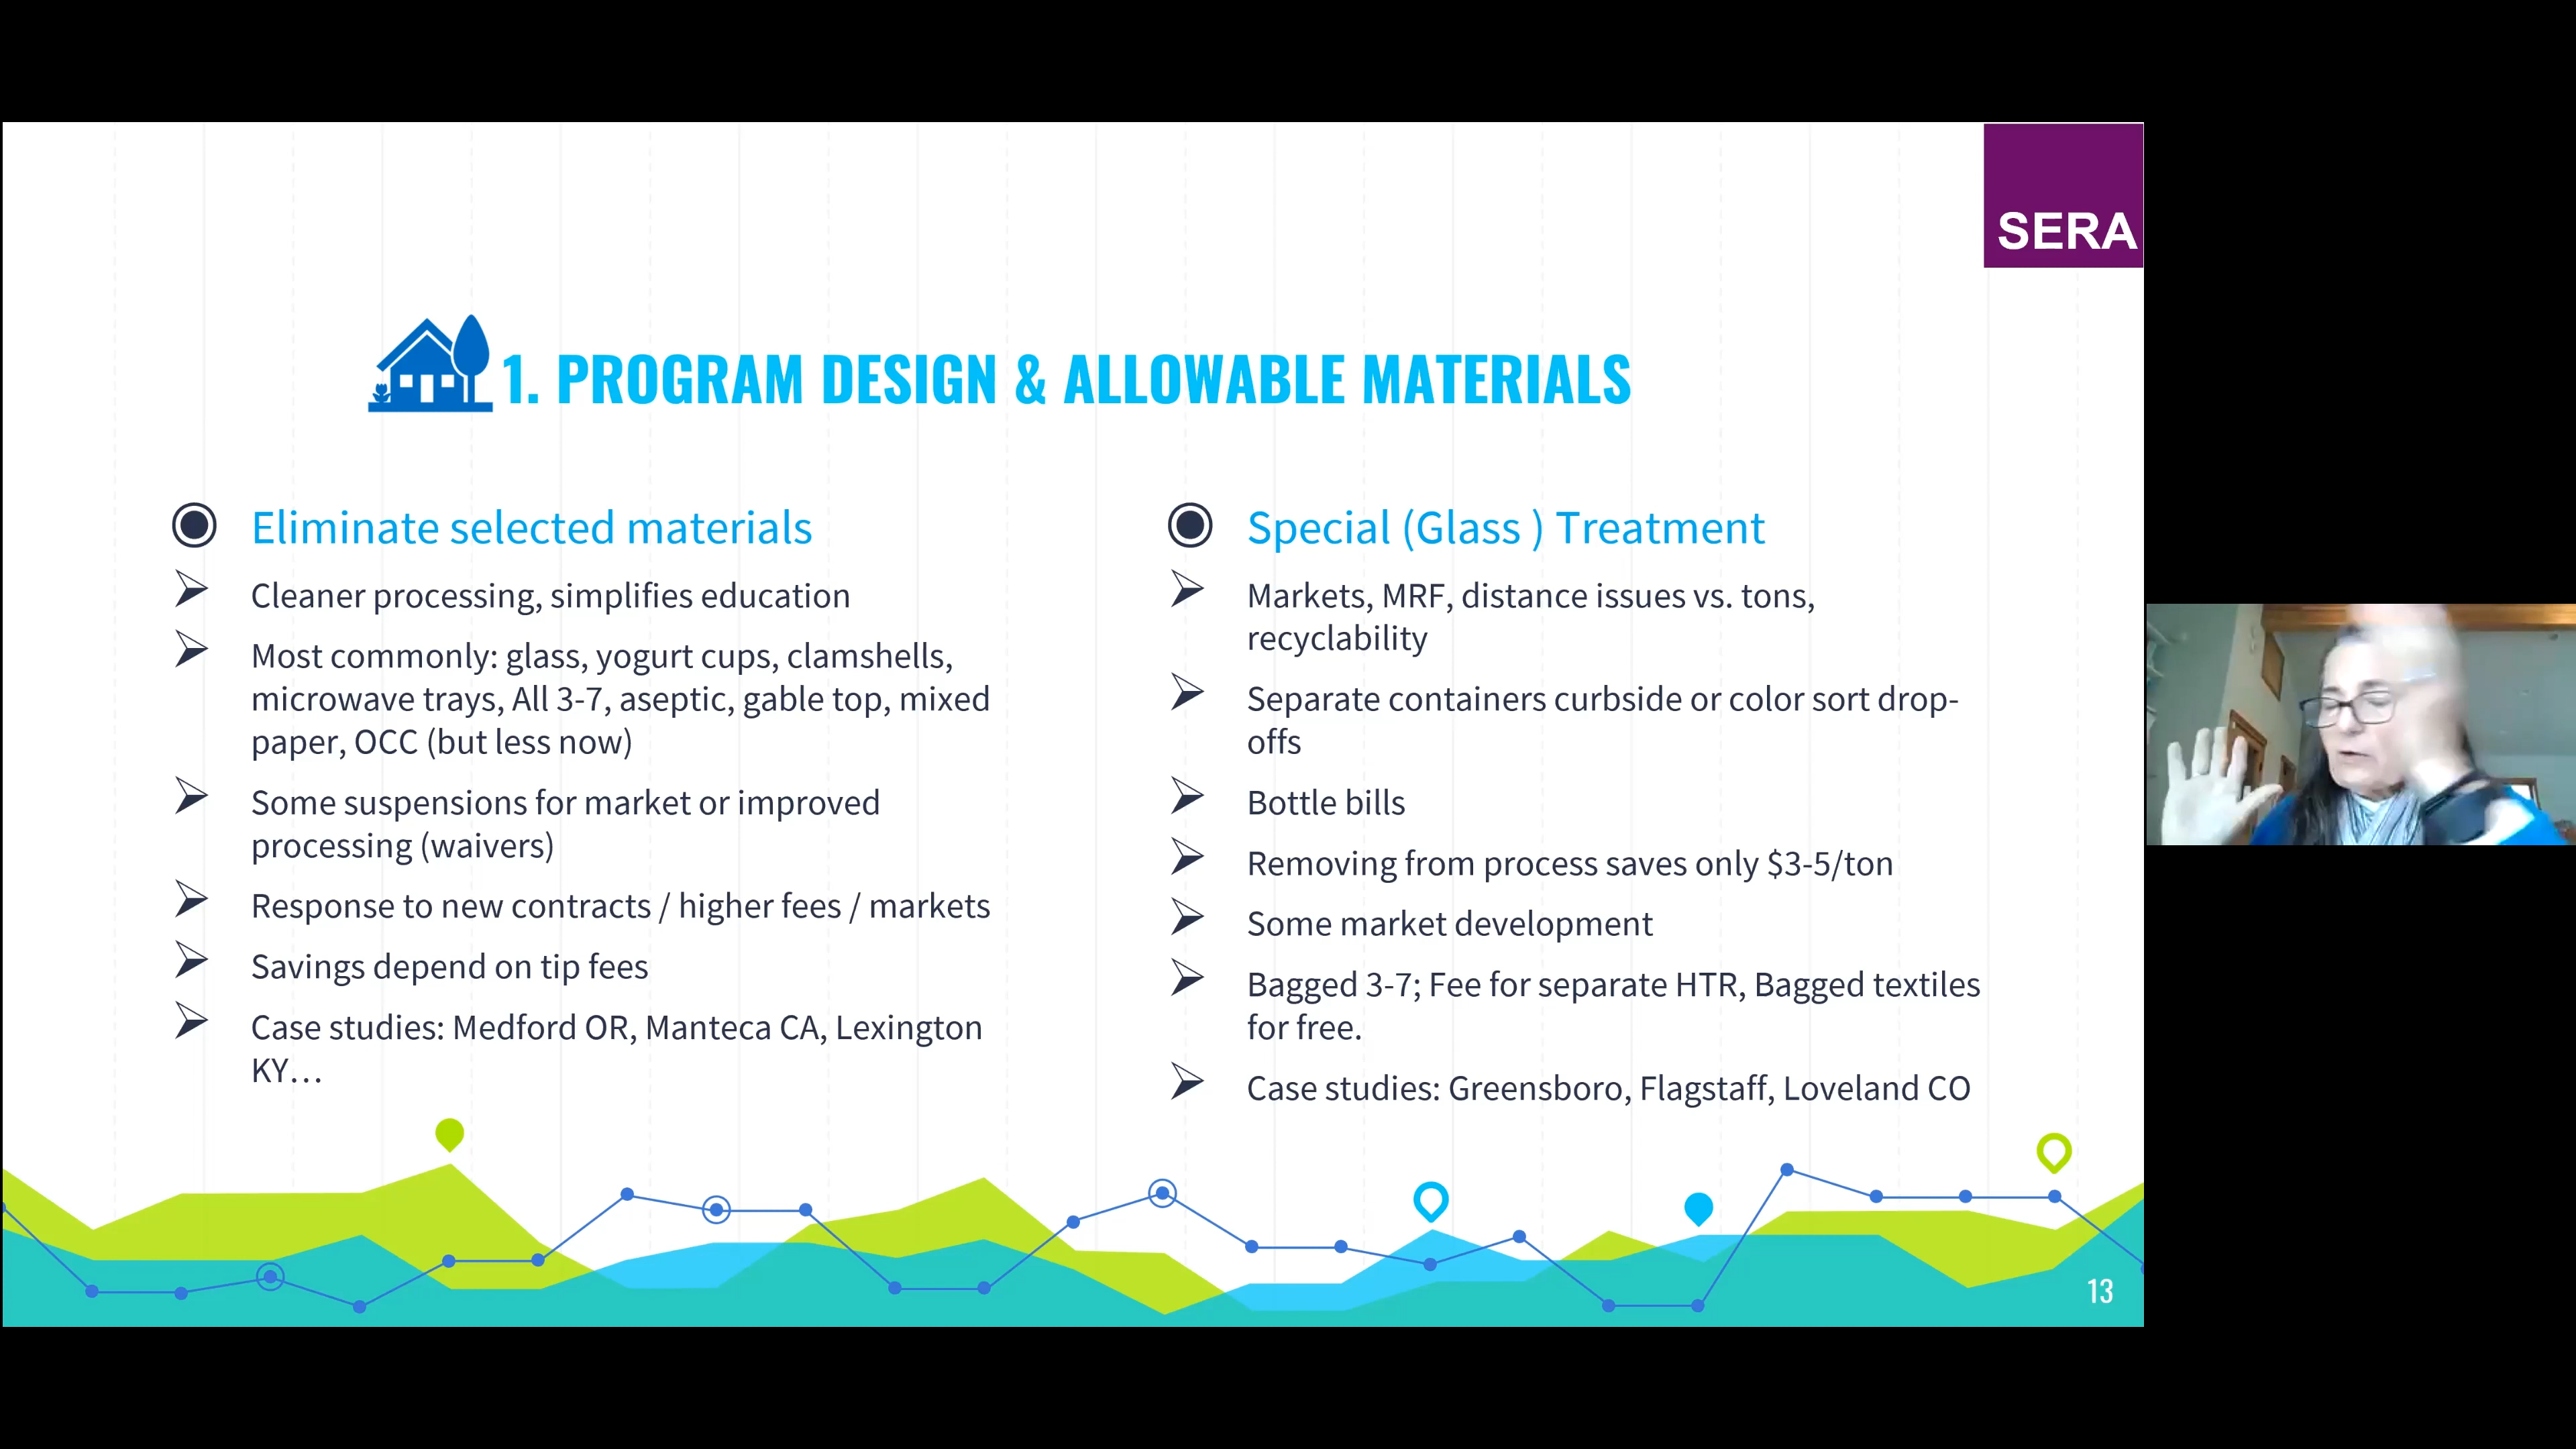 SERA
1. PROGRAM DESIGN & ALLOWABLE MATERIALS
Eliminate selected materials
Cleaner processing, simplifies education
Most commonly: glass, yogurt cups, clamshells,
microwave trays, All 3-7, aseptic, gable top, mixed
paper, OCC (but less now)
Some suspensions for market or improved
processing (waivers)
Response to new contracts / higher fees / markets
Savings depend on tip fees
Case studies: Medford OR, Manteca CA, Lexington
KY…
Special (Glass ) Treatment
Markets, MRF, distance issues vs. tons,
recyclability
Separate containers curbside or color sort drop-
offs
Bottle bills
Removing from process saves only $3-5/ton
Some market development
Bagged 3-7; Fee for separate HTR, Bagged textiles
for free.
Case studies: Greensboro, Flagstaff, Loveland CO
13